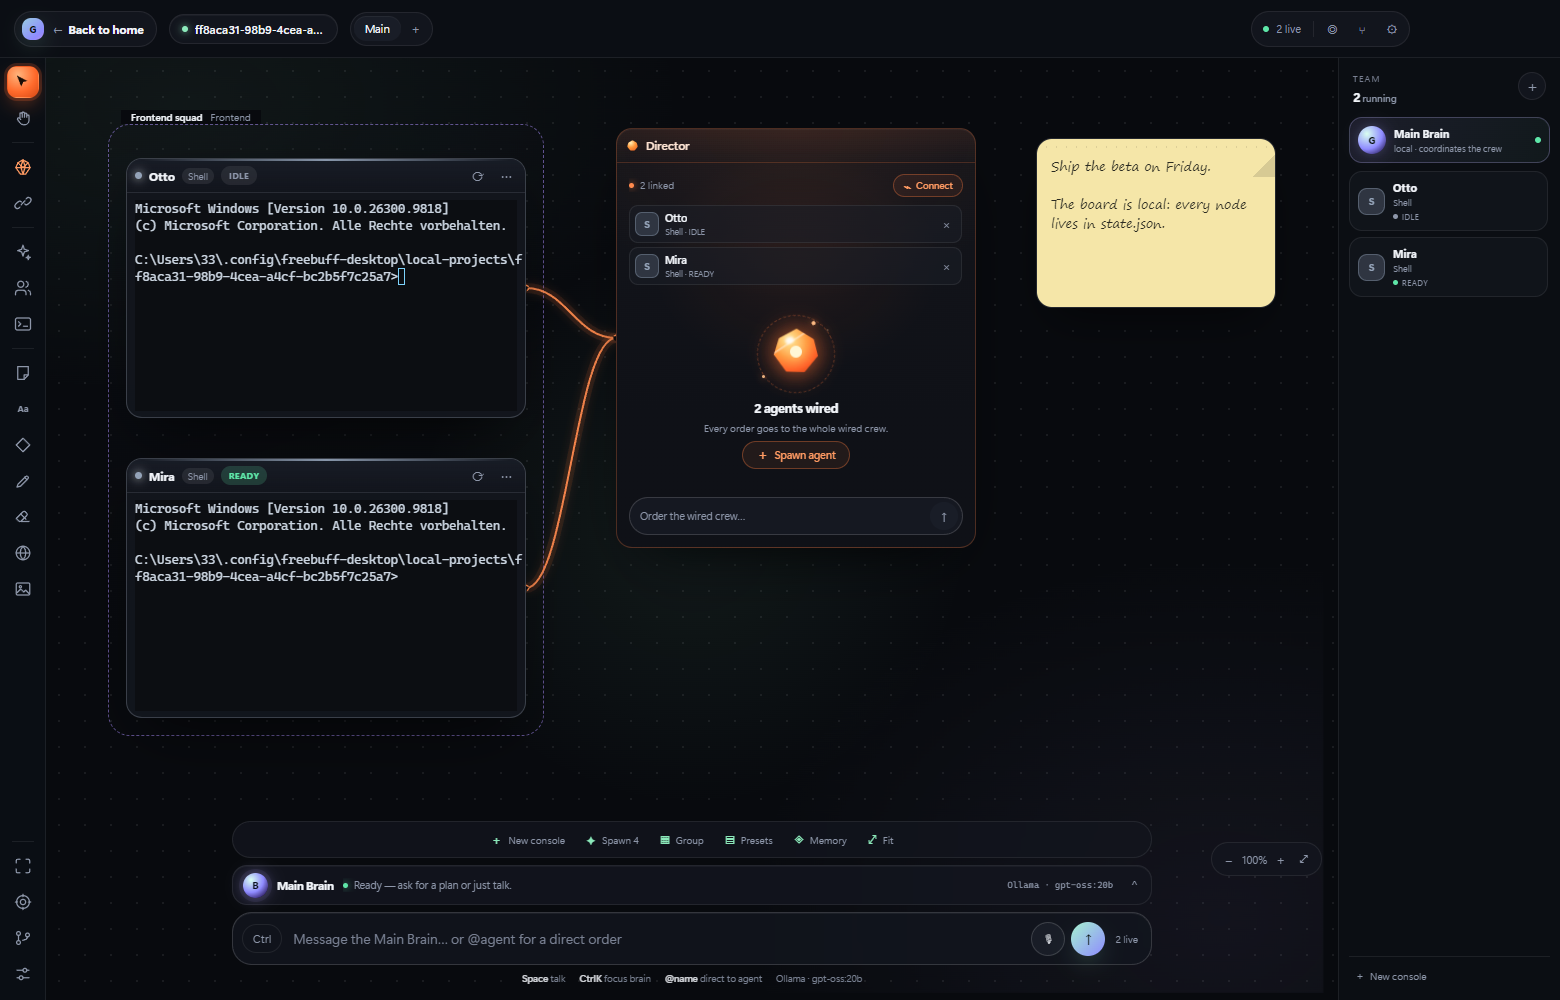 G ← Back to home
ff8aca31-98b9-4cea-a...
Main +
2 live
TEAM
2 running
+
G Main Brain
local · coordinates the crew
S Otto
Shell
IDLE
S Mira
Shell
READY
+ New console
Aa
Frontend squad Frontend
Otto Shell IDLE
Microsoft Windows [Version 10.0.26300.9818]
(c) Microsoft Corporation. Alle Rechte vorbehalten.
C:\Users\33\.config\freebuff-desktop\local-projects\f
f8aca31-98b9-4cea-a4cf-bc2b5f7c25a7>
Mira Shell READY
Microsoft Windows [Version 10.0.26300.9818]
(c) Microsoft Corporation. Alle Rechte vorbehalten.
C:\Users\33\.config\freebuff-desktop\local-projects\f
f8aca31-98b9-4cea-a4cf-bc2b5f7c25a7>
Director
2 linked
Connect
S Otto
Shell · IDLE
×
S Mira
Shell · READY
×
2 agents wired
Every order goes to the whole wired crew.
+ Spawn agent
Order the wired crew... ↑
Ship the beta on Friday.
The board is local: every node
lives in state.json.
+ New console Spawn 4 Group Presets Memory Fit
B Main Brain Ready — ask for a plan or just talk. Ollama · gpt-oss:20b ^
Ctrl Message the Main Brain... or @agent for a direct order ↑ 2 live
Space talk CtrlK focus brain @name direct to agent Ollama · gpt-oss:20b
− 100% +